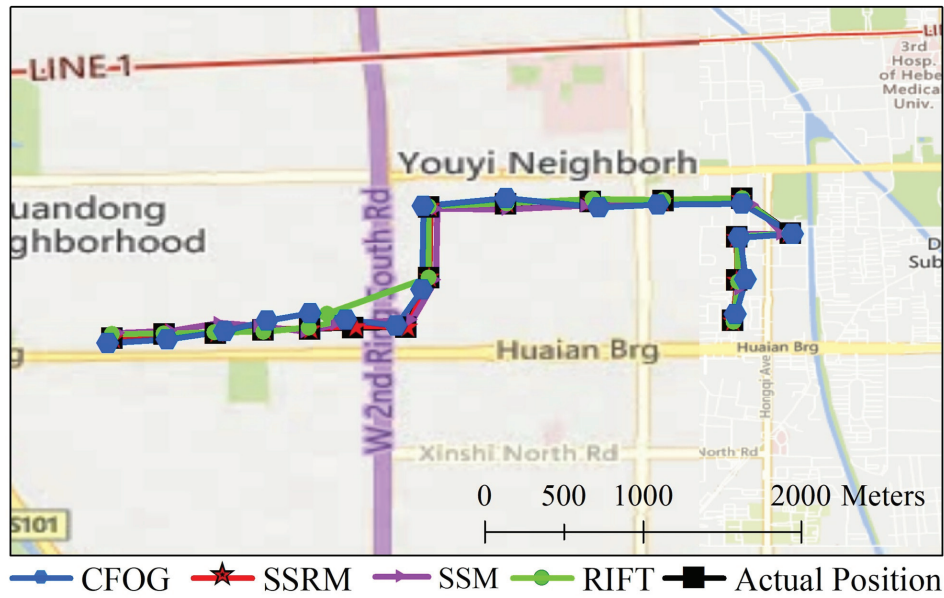 LINE 1
LIN
3rd
Hosp.
of Hebe
Medica
Univ.
Youyi Neighborh
uandong
ghborhood
W 2nd Ring South Rd
D
Sub
g
Huaian Brg
Huaian Brg
Hongqi Ave
Xinshi North Rd
North Rd
0 500 1000 2000 Meters
S101
CFOG SSRM SSM RIFT Actual Position